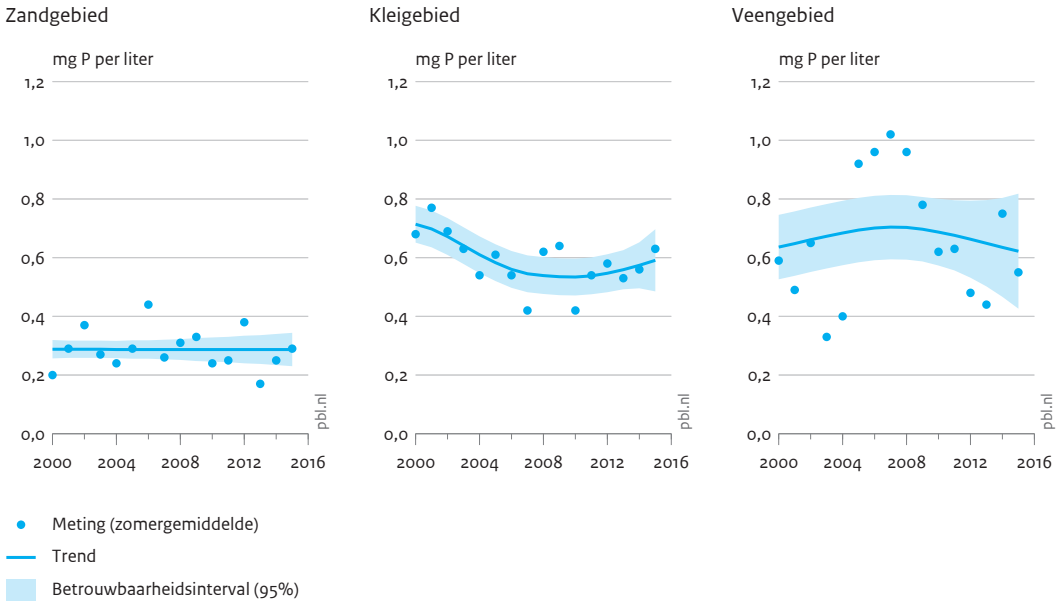 Zandgebied
mg P per liter
1,2
1,0
0,8
0,6
0,4
0,2
0,0
2000 2004 2008 2012 2016
pbl.nl
Kleigebied
mg P per liter
1,2
1,0
0,8
0,6
0,4
0,2
0,0
2000 2004 2008 2012 2016
pbl.nl
Veengebied
mg P per liter
1,2
1,0
0,8
0,6
0,4
0,2
0,0
2000 2004 2008 2012 2016
pbl.nl
Meting (zomergemiddelde)
Trend
Betrouwbaarheidsinterval (95%)